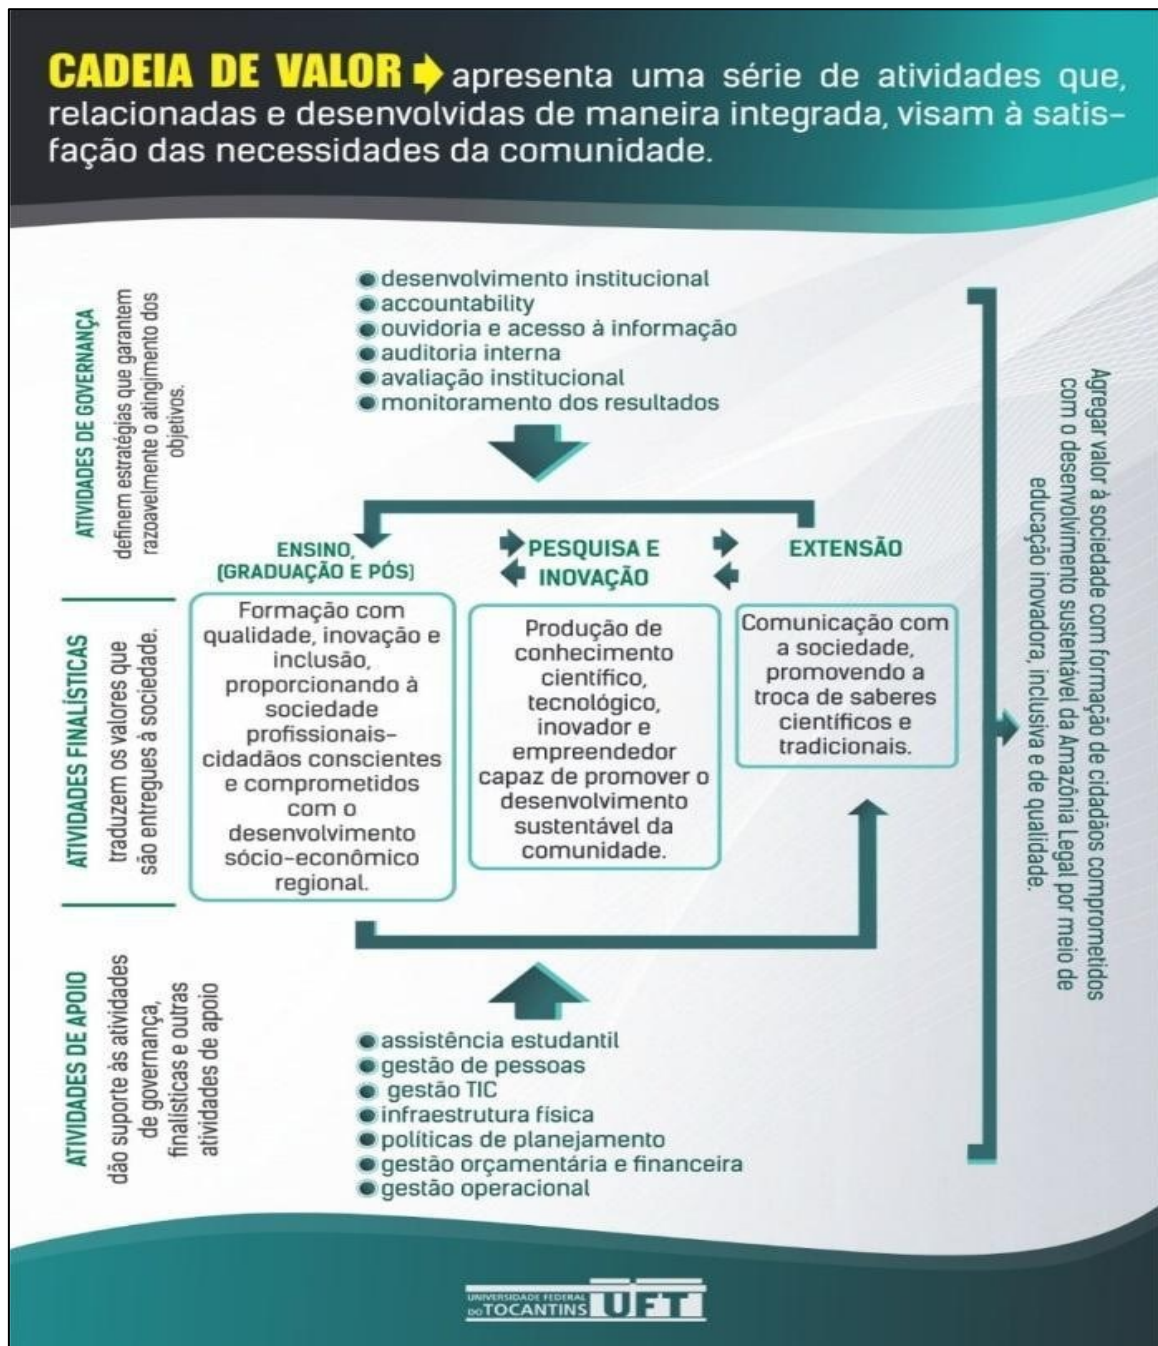 CADEIA DE VALOR apresenta uma série de atividades que,
relacionadas e desenvolvidas de maneira integrada, visam à satis-
fação das necessidades da comunidade.
ATIVIDADES DE GOVERNANÇA
definem estratégias que garantem
razoavelmente o atingimento dos
objetivos.
desenvolvimento institucional
accountability
ouvidoria e acesso à informação
auditoria interna
avaliação institucional
monitoramento dos resultados
ATIVIDADES FINALÍSTICAS
traduzem os valores que
são entregues à sociedade.
ENSINO,
(GRADUAÇÃO E PÓS)
Formação com
qualidade, inovação e
inclusão,
proporcionando à
sociedade
profissionais-
cidadãos conscientes
e comprometidos
com o
desenvolvimento
sócio-econômico
regional.
PESQUISA E
INOVAÇÃO
Produção de
conhecimento
científico,
tecnológico,
inovador e
empreendedor
capaz de promover o
desenvolvimento
sustentável da
comunidade.
EXTENSÃO
Comunicação com
a sociedade,
promovendo a
troca de saberes
científicos e
tradicionais.
ATIVIDADES DE APOIO
dão suporte às atividades
de governança,
finalísticas e outras
atividades de apoio
assistência estudantil
gestão de pessoas
gestão TIC
infraestrutura física
políticas de planejamento
gestão orçamentária e financeira
gestão operacional
Agregar valor à sociedade com formação de cidadãos comprometidos
com o desenvolvimento sustentável da Amazônia Legal por meio de
educação inovadora, inclusiva e de qualidade.
UNIVERSIDADE FEDERAL
DO TOCANTINS UFT